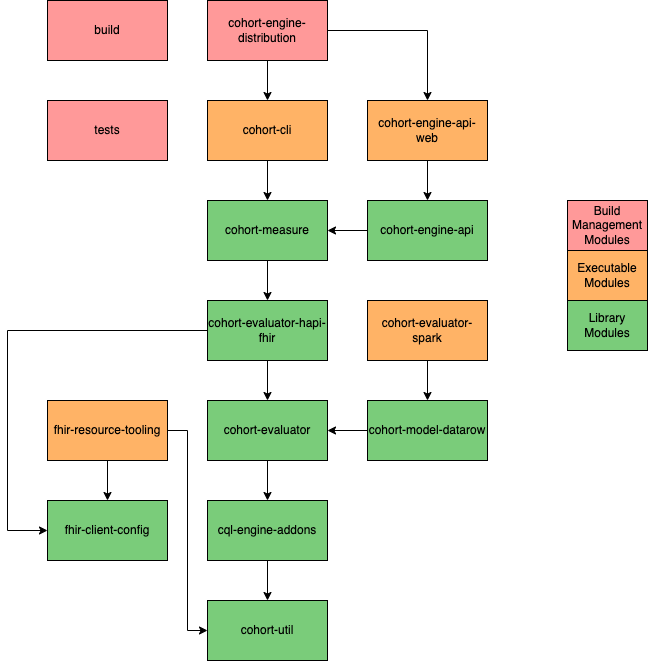 build
cohort-engine-
distribution
tests
cohort-cli
cohort-engine-api-
web
cohort-measure
cohort-engine-api
Build
Management
Modules
Executable
Modules
Library
Modules
cohort-evaluator-hapi-
fhir
cohort-evaluator-
spark
fhir-resource-tooling
cohort-evaluator
cohort-model-datarow
fhir-client-config
cql-engine-addons
cohort-util